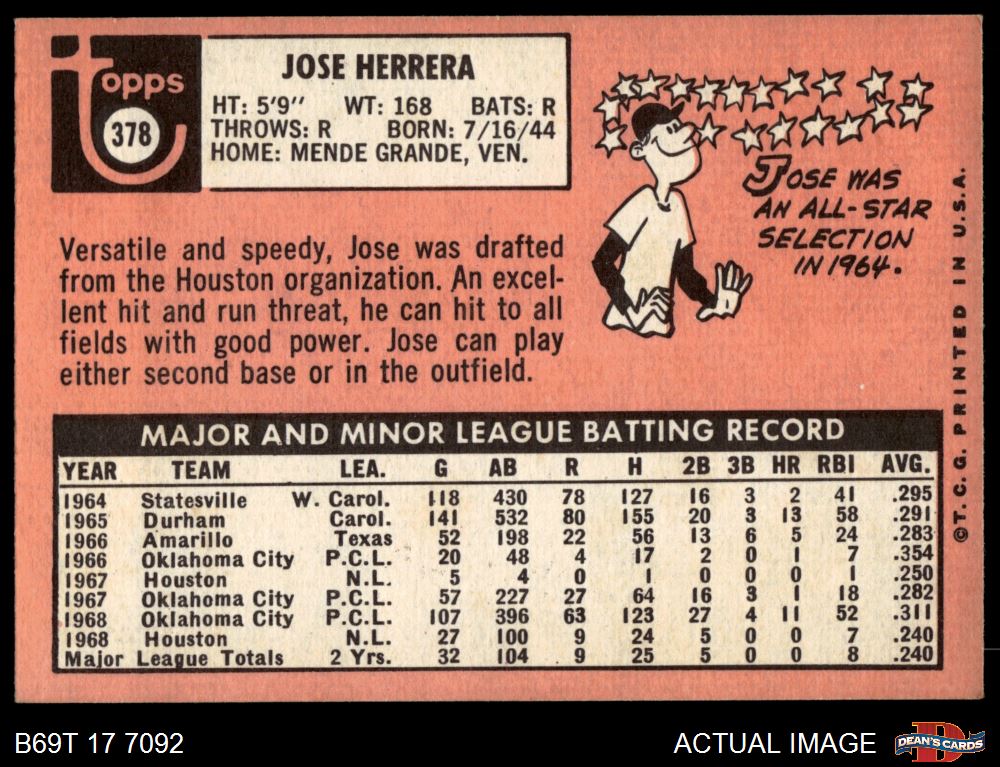 topps
378
JOSE HERRERA
HT: 5'9" WT: 168 BATS: R
THROWS: R BORN: 7/16/44
HOME: MENDE GRANDE, VEN.
JOSE WAS
AN ALL-STAR
SELECTION
IN 1964.
Versatile and speedy, Jose was drafted
from the Houston organization. An excel-
lent hit and run threat, he can hit to all
fields with good power. Jose can play
either second base or in the outfield.
MAJOR AND MINOR LEAGUE BATTING RECORD
YEAR TEAM LEA. G AB R H 2B 3B HR RBI AVG.
1964 Statesville W. Carol. 118 430 78 127 16 3 2 41 .295
1965 Durham Carol. 141 532 80 155 20 3 13 58 .291
1966 Amarillo Texas 52 198 22 56 13 6 5 24 .283
1966 Oklahoma City P.C.L. 20 48 4 17 2 0 1 7 .354
1967 Houston N.L. 5 4 0 1 0 0 0 1 .250
1967 Oklahoma City P.C.L. 57 227 27 64 16 3 1 18 .282
1968 Oklahoma City P.C.L. 107 396 63 123 27 4 11 52 .311
1968 Houston N.L. 27 100 9 24 5 0 0 7 .240
Major League Totals 2 Yrs. 32 104 9 25 5 0 0 8 .240
©T. C. G. PRINTED IN U.S.A.
B69T 17 7092
ACTUAL IMAGE
D
DEAN'S CARDS